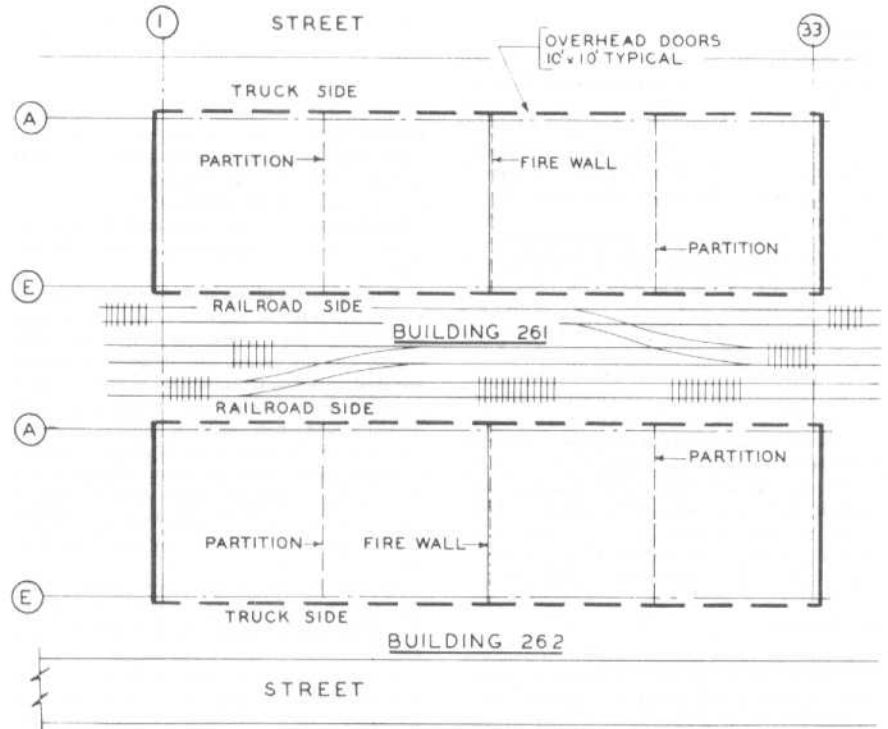 1
STREET
33
OVERHEAD DOORS
10' x 10' TYPICAL
TRUCK SIDE
A
PARTITION
FIRE WALL
PARTITION
E
RAILROAD SIDE
BUILDING 261
RAILROAD SIDE
A
PARTITION
PARTITION
FIRE WALL
E
TRUCK SIDE
BUILDING 262
STREET